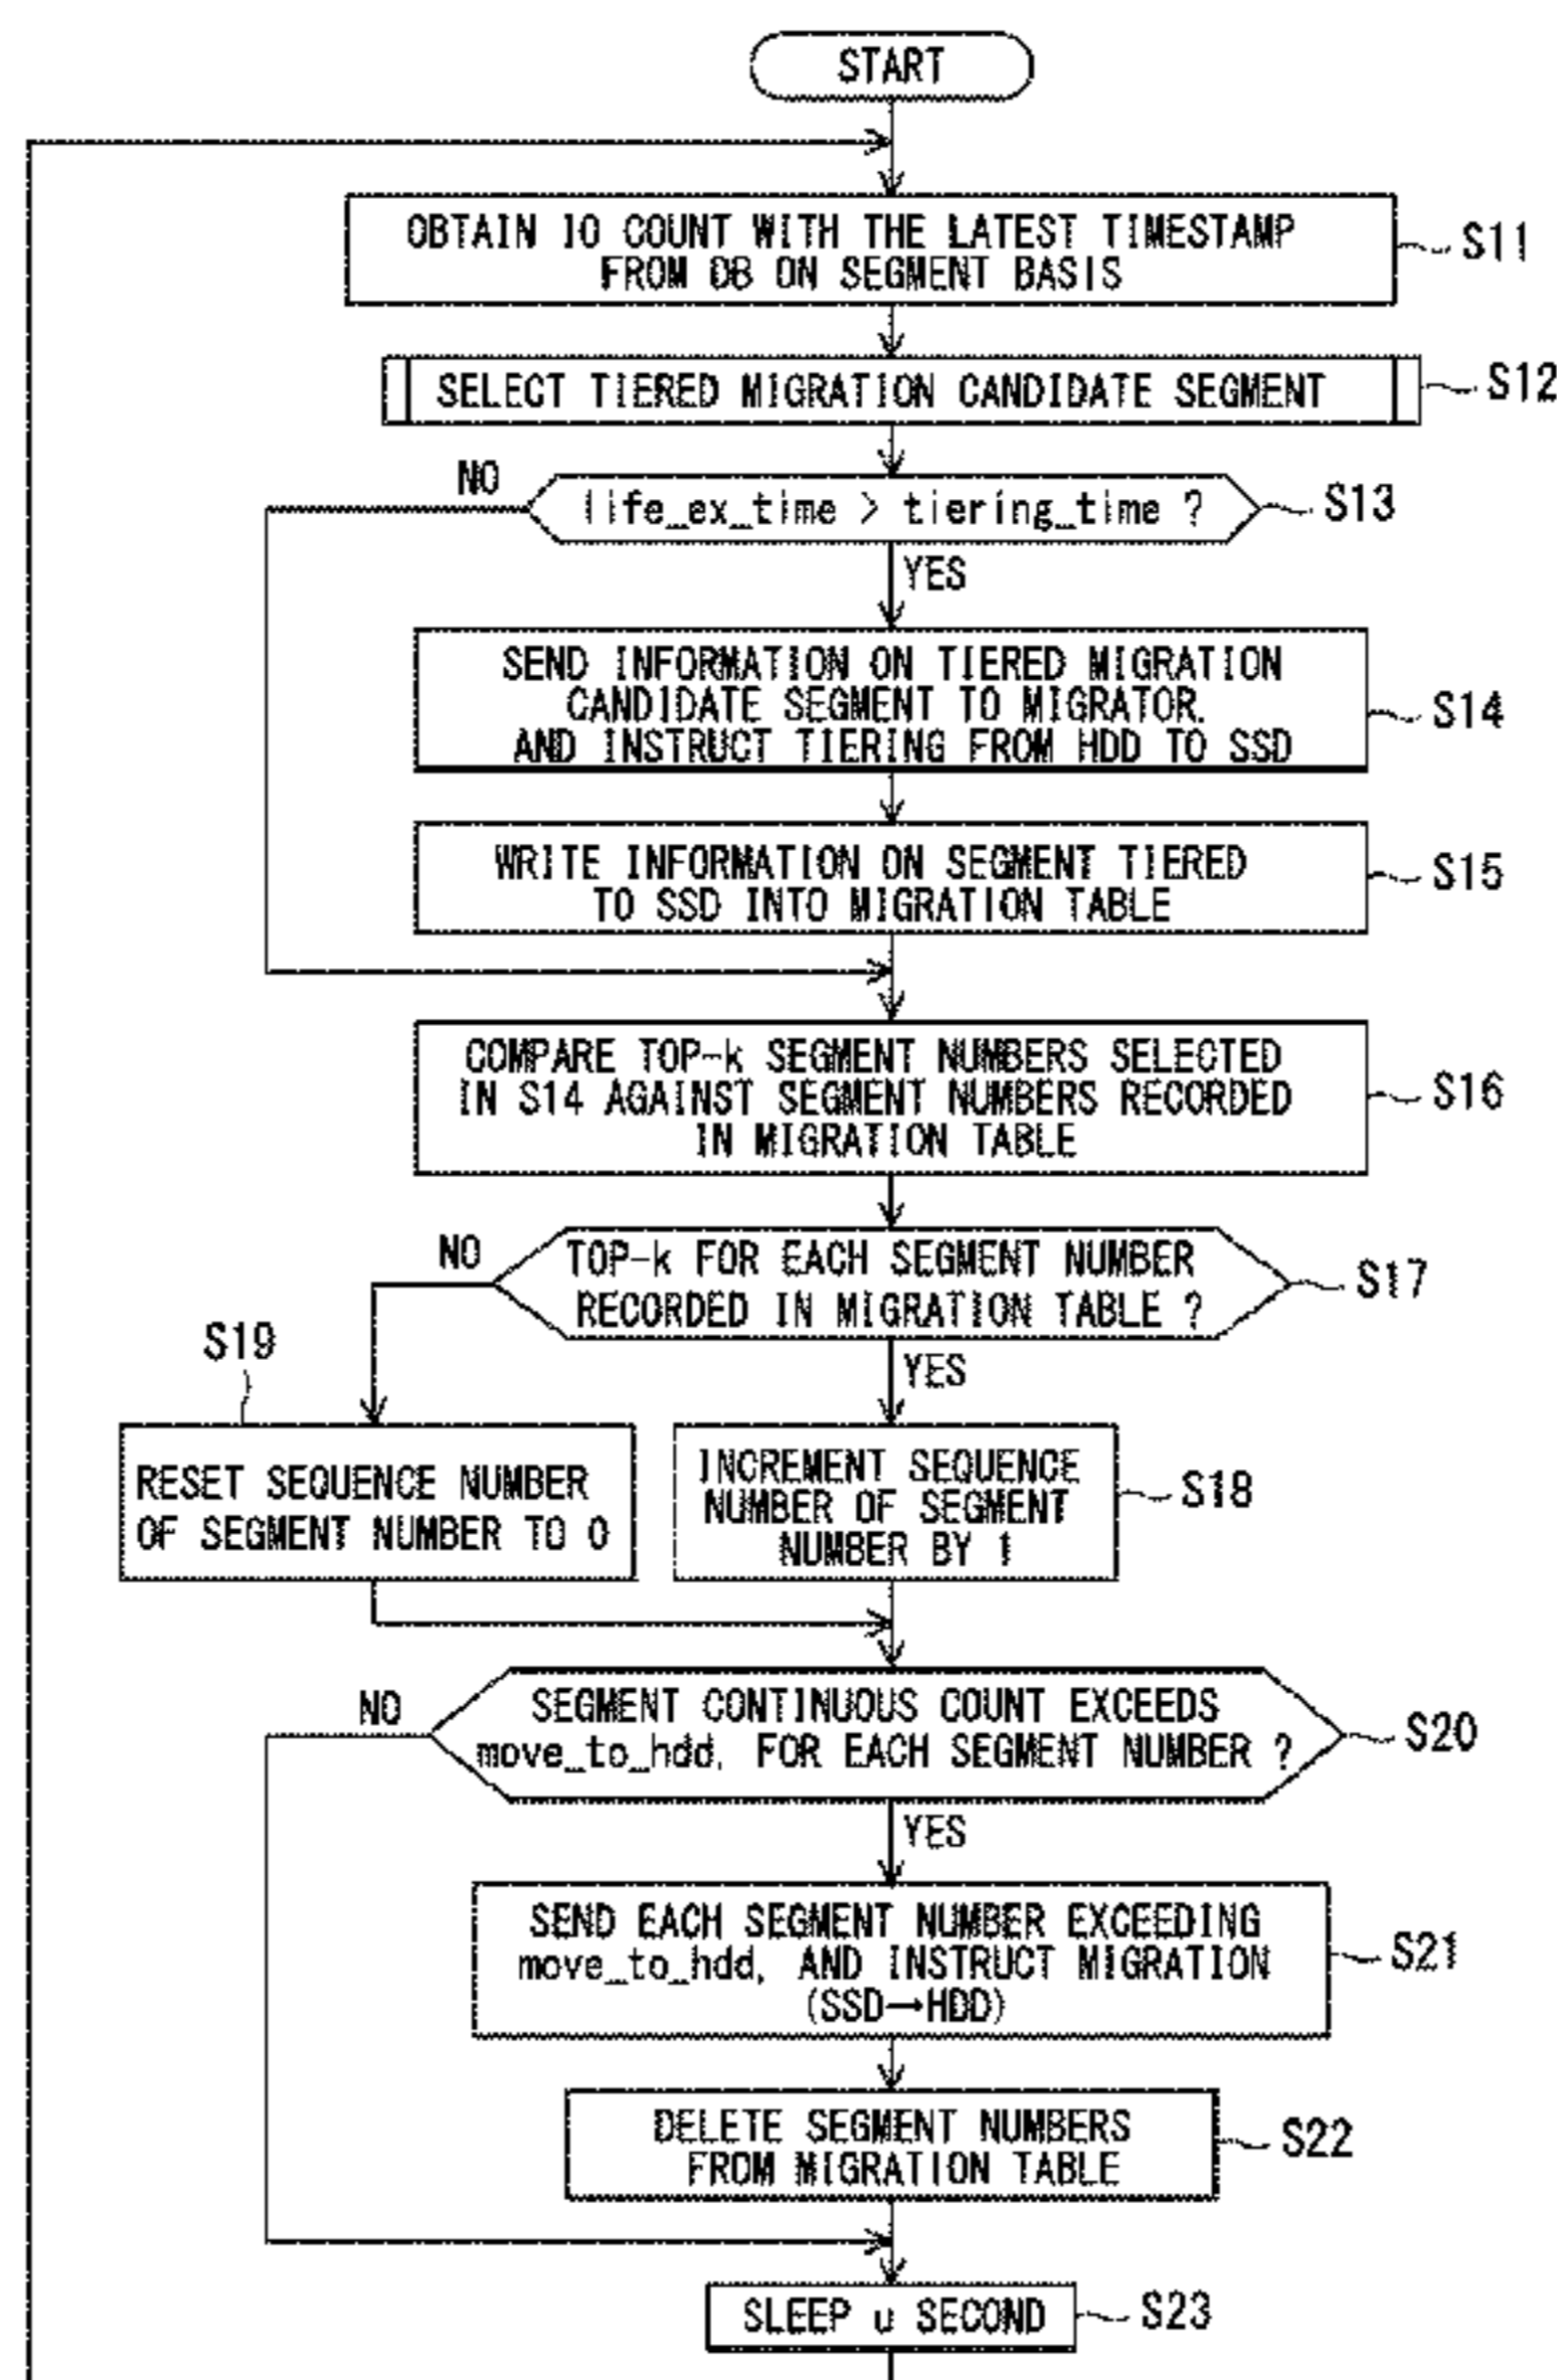 START
OBTAIN IO COUNT WITH THE LATEST TIMESTAMP
FROM DB ON SEGMENT BASIS
S11
SELECT TIERED MIGRATION CANDIDATE SEGMENT
S12
NO
life_ex_time > tiering_time ?
S13
YES
SEND INFORMATION ON TIERED MIGRATION
CANDIDATE SEGMENT TO MIGRATOR,
AND INSTRUCT TIERING FROM HDD TO SSD
S14
WRITE INFORMATION ON SEGMENT TIERED
TO SSD INTO MIGRATION TABLE
S15
COMPARE TOP-k SEGMENT NUMBERS SELECTED
IN S14 AGAINST SEGMENT NUMBERS RECORDED
IN MIGRATION TABLE
S16
NO
TOP-k FOR EACH SEGMENT NUMBER
RECORDED IN MIGRATION TABLE ?
S17
YES
S19
RESET SEQUENCE NUMBER
OF SEGMENT NUMBER TO 0
INCREMENT SEQUENCE
NUMBER OF SEGMENT
NUMBER BY 1
S18
NO
SEGMENT CONTINUOUS COUNT EXCEEDS
move_to_hdd, FOR EACH SEGMENT NUMBER ?
S20
YES
SEND EACH SEGMENT NUMBER EXCEEDING
move_to_hdd, AND INSTRUCT MIGRATION
(SSD→HDD)
S21
DELETE SEGMENT NUMBERS
FROM MIGRATION TABLE
S22
SLEEP u SECOND
S23